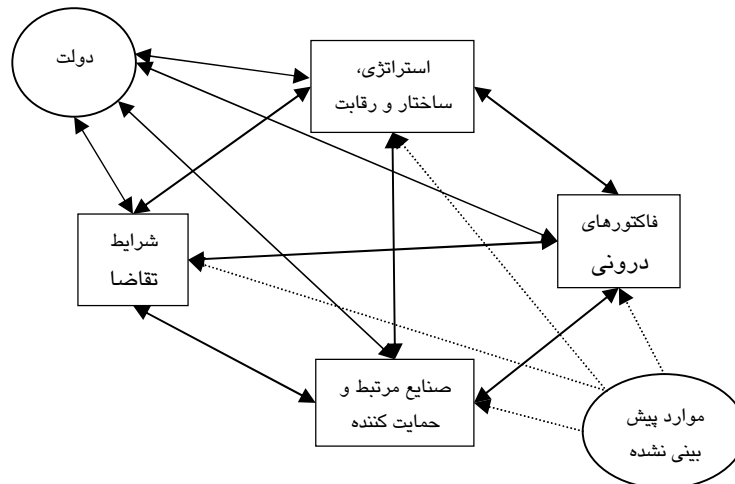 دولت
استراتژی،
ساختار و رقابت
فاکتورهای
درونی
شرایط
تقاضا
صنایع مرتبط و
حمایت کننده
موارد پیش
بینی نشده